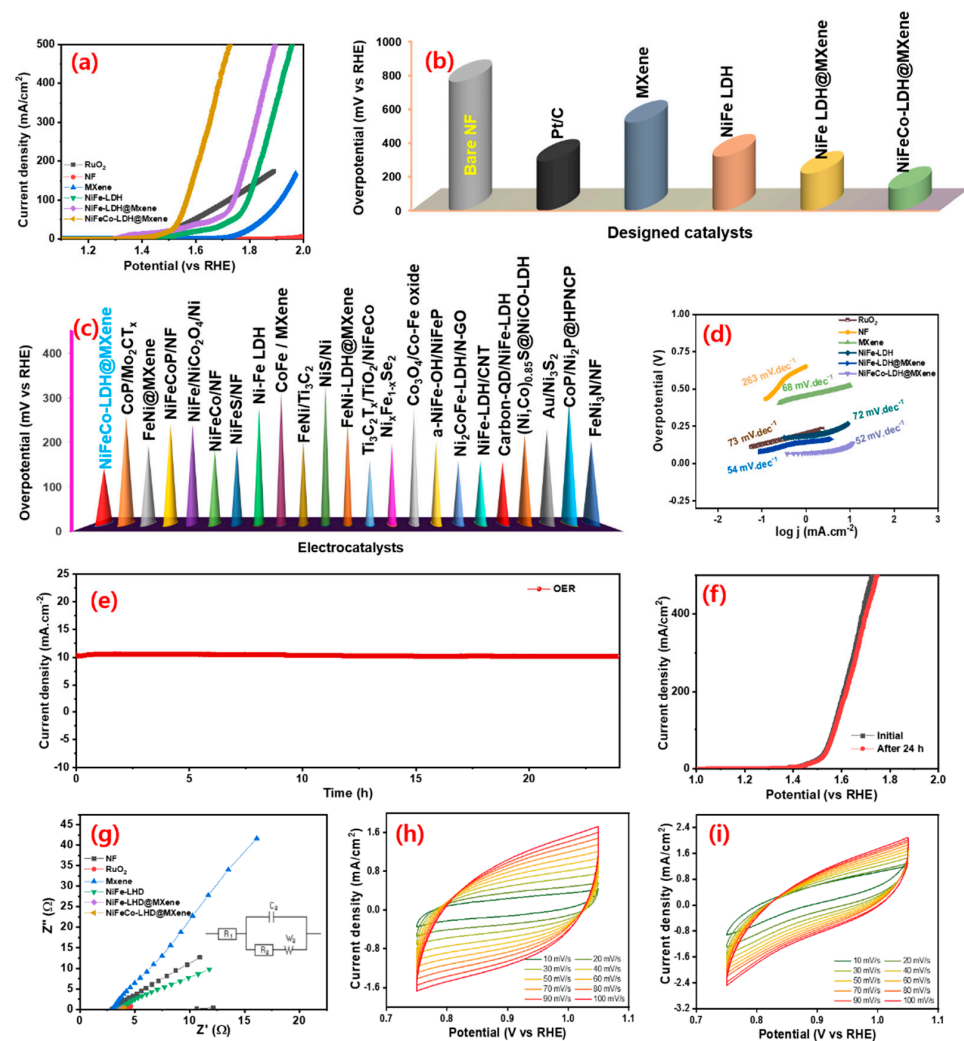 (a)
Current density (mA/cm²)
500
400
300
200
100
0
RuO₂
NF
MXene
NiFe-LDH
NiFe-LDH@Mxene
NiFeCo-LDH@Mxene
1.2 1.4 1.6 1.8 2.0
Potential (vs RHE)
(b)
Overpotential (mV vs RHE)
1000
800
600
400
200
0
Bare NF
Pt/C
MXene
NiFe LDH
NiFe LDH@MXene
NiFeCo-LDH@MXene
Designed catalysts
(c)
Overpotential (mV vs RHE)
400
300
200
100
0
NiFeCo-LDH@MXene
CoP/Mo₂CTₓ
FeNi@MXene
NiFeCoP/NF
NiFe/NiCo₂O₄/Ni
NiFeCo/NF
NiFeS/NF
Ni-Fe LDH
CoFe / MXene
FeNi/Ti₃C₂
NiS/Ni
FeNi-LDH@MXene
Ti₃C₂Tₓ/TiO₂/NiFeCo
NiₓFe₁₋ₓSe₂
Co₃O₄/Co-Fe oxide
a-NiFe-OH/NiFeP
Ni₂CoFe-LDH/N-GO
NiFe-LDH/CNT
Carbon-QD/NiFe-LDH
(Ni,Co)₀.₈₅S@NiCO-LDH
Au/Ni₃S₂
CoP/Ni₂P@HPNCP
FeNi₃N/NF
Electrocatalysts
(d)
Overpotential (V)
1.00
0.75
0.50
0.25
0.00
-0.25
RuO₂
NF
MXene
NiFe-LDH
NiFe-LDH@MXene
NiFeCo-LDH@MXene
263 mV.dec⁻¹
68 mV.dec⁻¹
73 mV.dec⁻¹
72 mV.dec⁻¹
54 mV.dec⁻¹
52 mV.dec⁻¹
-2 -1 0 1 2 3
log j (mA.cm⁻²)
(e)
Current density (mA.cm⁻²)
25
20
15
10
5
0
-5
-10
OER
0 5 10 15 20
Time (h)
(f)
Current density (mA/cm²)
400
200
0
Initial
After 24 h
1.0 1.2 1.4 1.6 1.8 2.0
Potential (vs RHE)
(g)
Z'' (Ω)
45
40
35
30
25
20
15
10
5
0
NF
RuO₂
Mxene
NiFe-LHD
NiFe-LHD@MXene
NiFeCo-LHD@MXene
R₁
C₂
R₂
W₂
0 5 10 15 20
Z' (Ω)
(h)
Current density (mA/cm²)
1.6
0.8
0.0
-0.8
-1.6
10 mV/s 20 mV/s
30 mV/s 40 mV/s
50 mV/s 60 mV/s
70 mV/s 80 mV/s
90 mV/s 100 mV/s
0.7 0.8 0.9 1.0 1.1
Potential (V vs RHE)
(i)
Current density (mA/cm²)
2.4
1.6
0.8
0.0
-0.8
-1.6
-2.4
-3.2
10 mV/s 20 mV/s
30 mV/s 40 mV/s
50 mV/s 60 mV/s
70 mV/s 80 mV/s
90 mV/s 100 mV/s
0.7 0.8 0.9 1.0 1.1
Potential (V vs RHE)